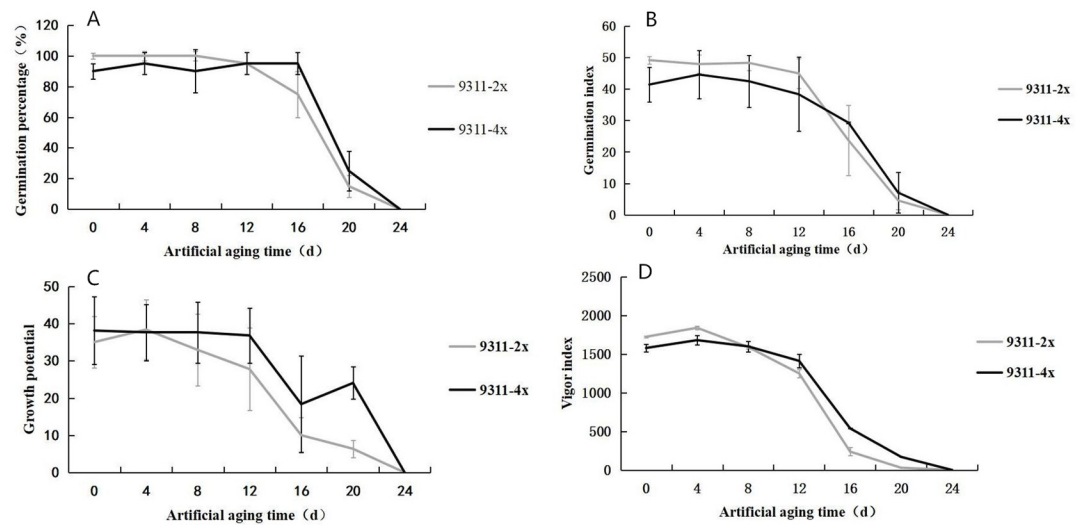 A
Germination percentage（%）
120
100
80
60
40
20
0
0 4 8 12 16 20 24
Artificial aging time（d）
9311-2x
9311-4x
B
Germination index
60
50
40
30
20
10
0
0 4 8 12 16 20 24
Artificial aging time（d）
9311-2x
9311-4x
C
Growth potential
50
40
30
20
10
0
0 4 8 12 16 20 24
Artificial aging time（d）
9311-2x
9311-4x
D
Vigor index
2500
2000
1500
1000
500
0
0 4 8 12 16 20 24
Artificial aging time（d）
9311-2x
9311-4x